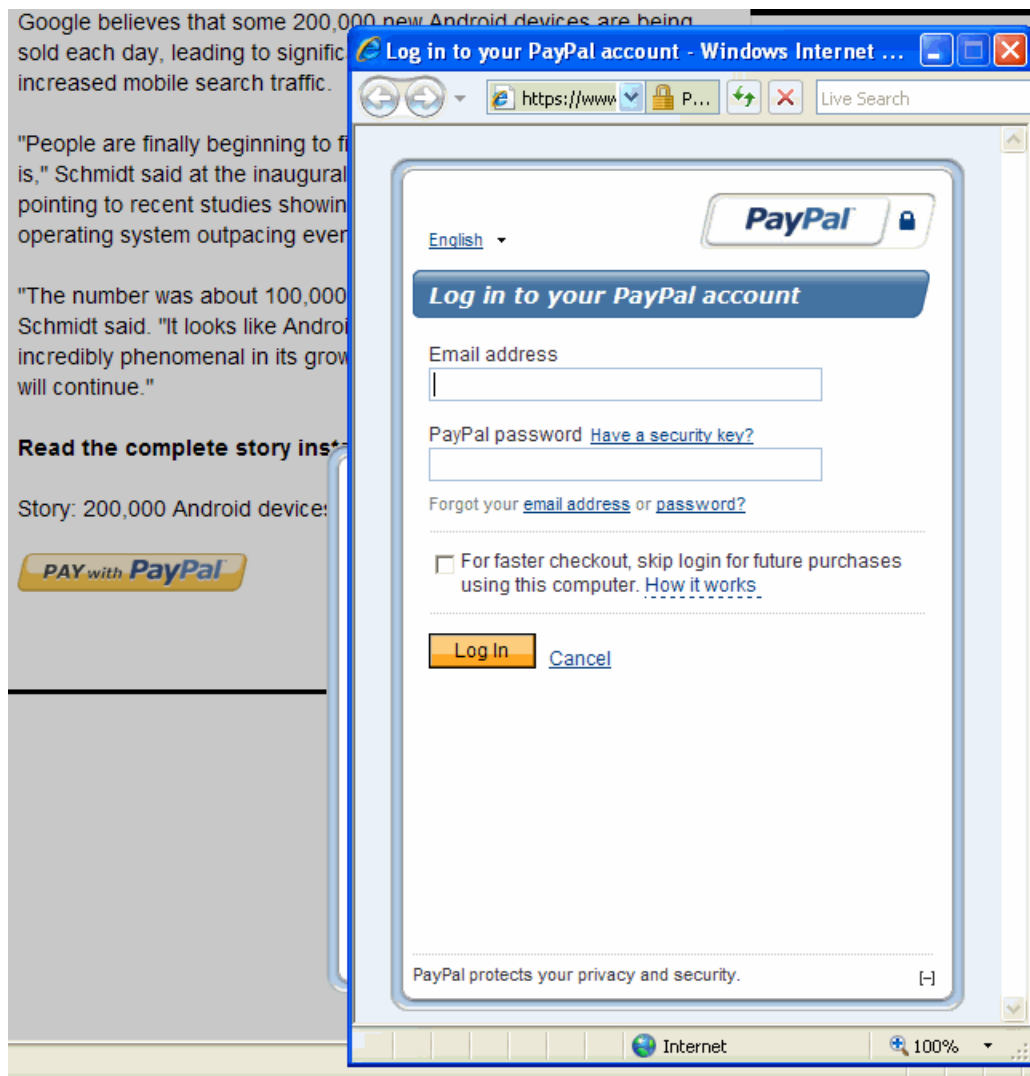 Google believes that some 200,000 new Android devices are being
sold each day, leading to signific
increased mobile search traffic.
"People are finally beginning to fi
is," Schmidt said at the inaugural
pointing to recent studies showin
operating system outpacing ever
"The number was about 100,000
Schmidt said. "It looks like Androi
incredibly phenomenal in its grow
will continue."
Read the complete story insta
Story: 200,000 Android devices
PAY with PayPal
Log in to your PayPal account - Windows Internet ...
https://www P... Live Search
PayPal
English
Log in to your PayPal account
Email address
PayPal password Have a security key?
Forgot your email address or password?
For faster checkout, skip login for future purchases
using this computer. How it works
Log In Cancel
PayPal protects your privacy and security. [–]
Internet 100%